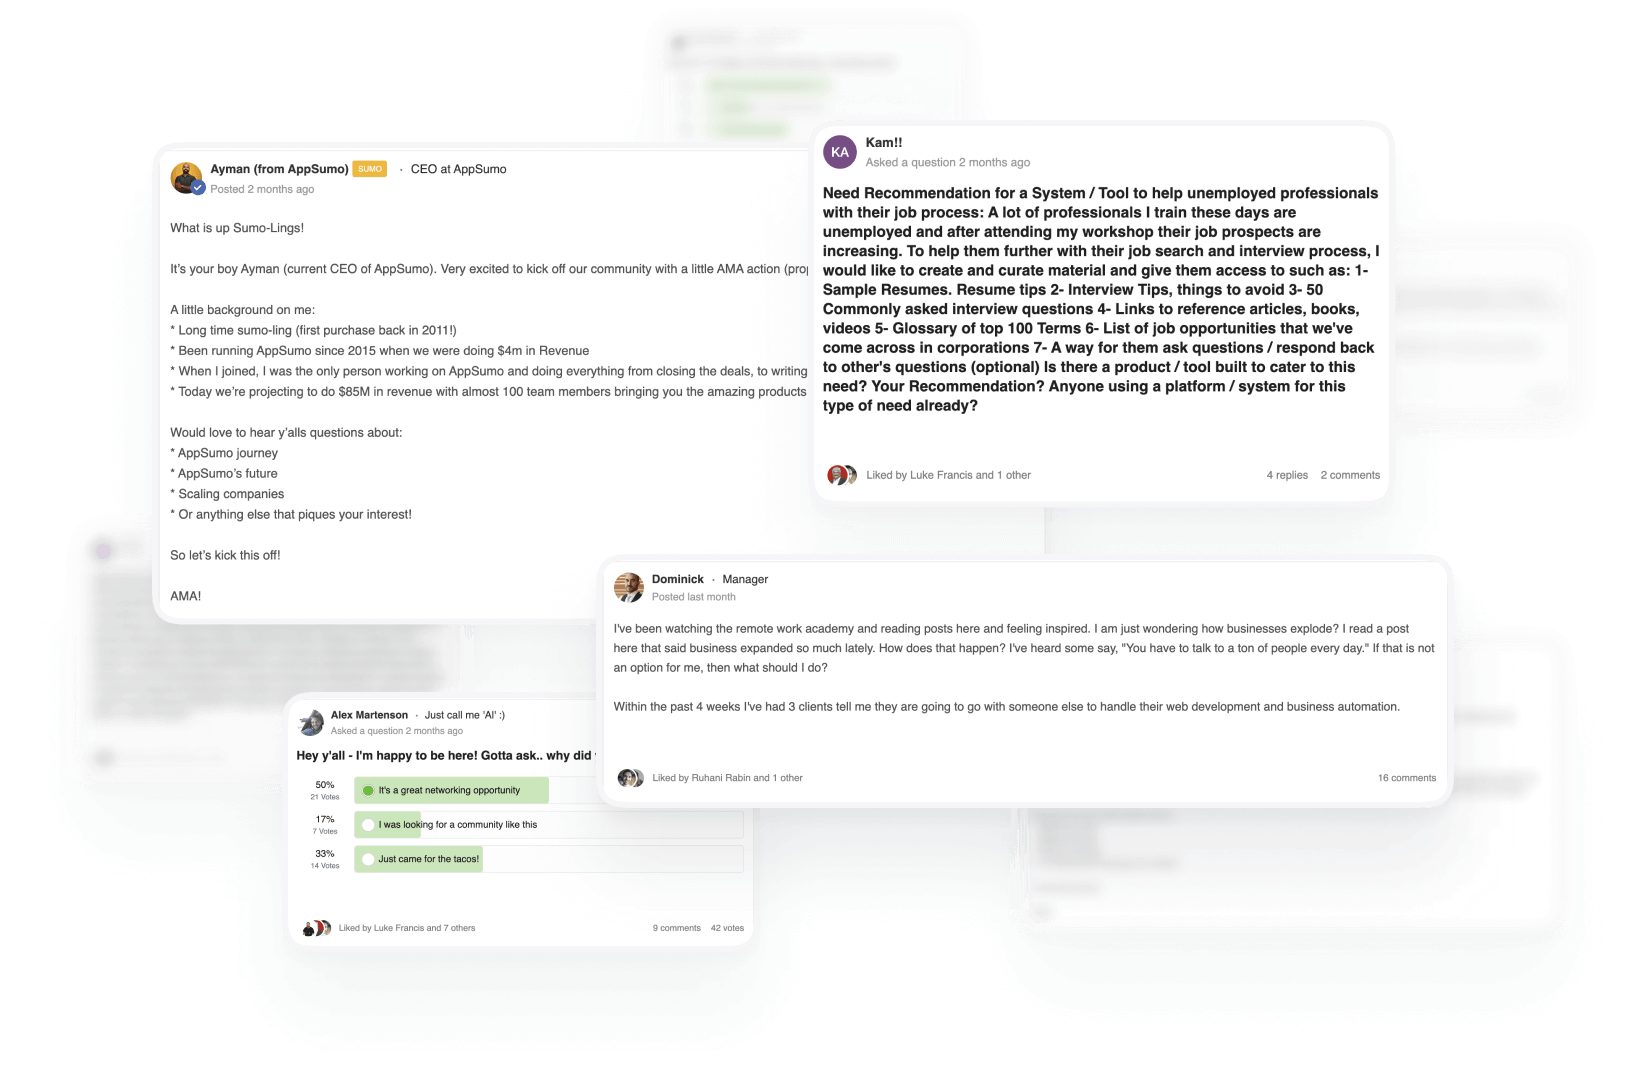 Ayman (from AppSumo) SUMO · CEO at AppSumo
Posted 2 months ago
What is up Sumo-Lings!
It's your boy Ayman (current CEO of AppSumo). Very excited to kick off our community with a little AMA action
A little background on me:
* Long time sumo-ling (first purchase back in 2011!)
* Been running AppSumo since 2015 when we were doing $4m in Revenue
* When I joined, I was the only person working on AppSumo and doing everything from closing the deals, to writing
* Today we're projecting to do $85M in revenue with almost 100 team members bringing you the amazing products
Would love to hear y'alls questions about:
* AppSumo journey
* AppSumo's future
* Scaling companies
* Or anything else that piques your interest!
So let's kick this off!
AMA!
KA
Kam!!
Asked a question 2 months ago
Need Recommendation for a System / Tool to help unemployed professionals
with their job process: A lot of professionals I train these days are
unemployed and after attending my workshop their job prospects are
increasing. To help them further with their job search and interview process, I
would like to create and curate material and give them access to such as: 1-
Sample Resumes. Resume tips 2- Interview Tips, things to avoid 3- 50
Commonly asked interview questions 4- Links to reference articles, books,
videos 5- Glossary of top 100 Terms 6- List of job opportunities that we've
come across in corporations 7- A way for them ask questions / respond back
to other's questions (optional) Is there a product / tool built to cater to this
need? Your Recommendation? Anyone using a platform / system for this
type of need already?
Liked by Luke Francis and 1 other 4 replies 2 comments
Dominick · Manager
Posted last month
I've been watching the remote work academy and reading posts here and feeling inspired. I am just wondering how businesses explode? I read a post
here that said business expanded so much lately. How does that happen? I've heard some say, "You have to talk to a ton of people every day." If that is not
an option for me, then what should I do?
Within the past 4 weeks I've had 3 clients tell me they are going to go with someone else to handle their web development and business automation.
Liked by Ruhani Rabin and 1 other 16 comments
Alex Martenson · Just call me 'Al' :)
Asked a question 2 months ago
Hey y'all - I'm happy to be here! Gotta ask.. why did
50% It's a great networking opportunity
21 Votes
17% I was looking for a community like this
7 Votes
33% Just came for the tacos!
14 Votes
Liked by Luke Francis and 7 others 9 comments 42 votes